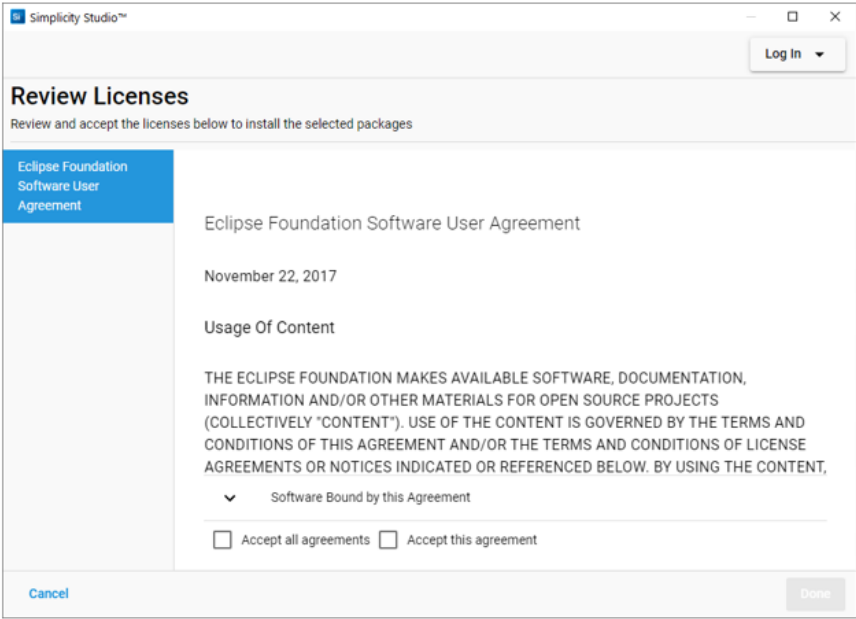 Si Simplicity Studio™
Log In
Review Licenses
Review and accept the licenses below to install the selected packages
Eclipse Foundation
Software User
Agreement
Eclipse Foundation Software User Agreement
November 22, 2017
Usage Of Content
THE ECLIPSE FOUNDATION MAKES AVAILABLE SOFTWARE, DOCUMENTATION,
INFORMATION AND/OR OTHER MATERIALS FOR OPEN SOURCE PROJECTS
(COLLECTIVELY "CONTENT"). USE OF THE CONTENT IS GOVERNED BY THE TERMS AND
CONDITIONS OF THIS AGREEMENT AND/OR THE TERMS AND CONDITIONS OF LICENSE
AGREEMENTS OR NOTICES INDICATED OR REFERENCED BELOW. BY USING THE CONTENT,
Software Bound by this Agreement
Accept all agreements Accept this agreement
Cancel Done